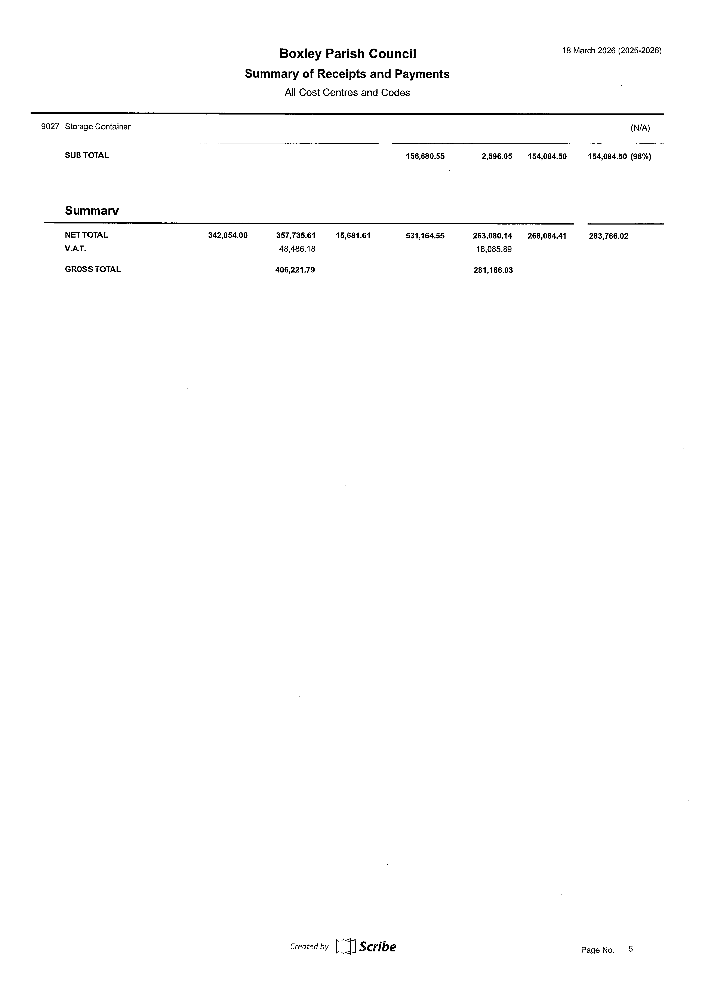 18 March 2026 (2025-2026)
Boxley Parish Council
Summary of Receipts and Payments
All Cost Centres and Codes
9027 Storage Container (N/A)
SUB TOTAL 156,680.55 2,596.05 154,084.50 154,084.50 (98%)
Summary
NET TOTAL 342,054.00 357,735.61 15,681.61 531,164.55 263,080.14 268,084.41 283,766.02
V.A.T. 48,486.18 18,085.89
GROSS TOTAL 406,221.79 281,166.03
Created by Scribe
Page No. 5